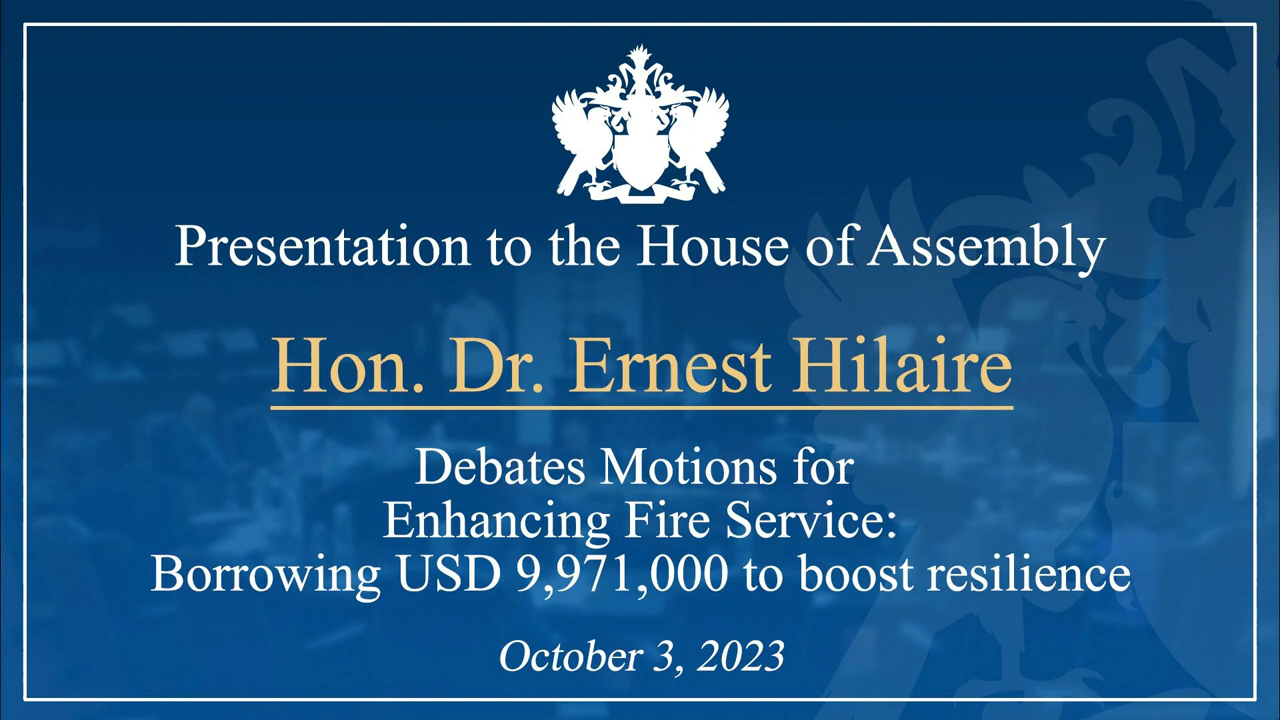 Presentation to the House of Assembly
Hon. Dr. Ernest Hilaire
Debates Motions for
Enhancing Fire Service:
Borrowing USD 9,971,000 to boost resilience
October 3, 2023